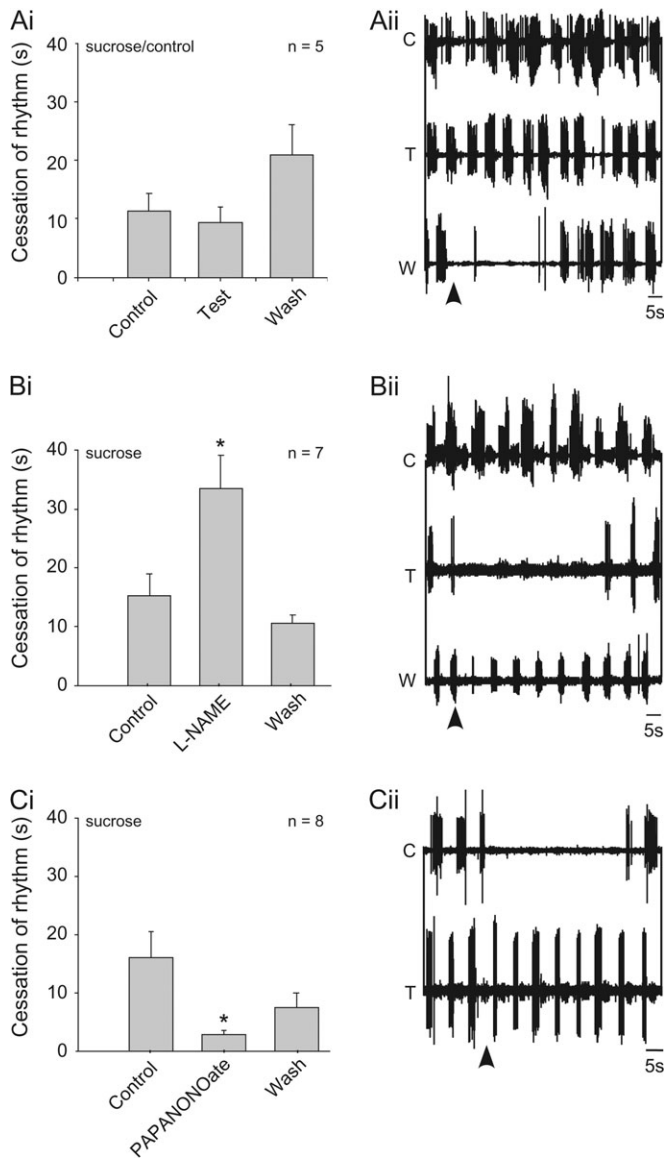 Ai
Cessation of rhythm (s)
40
30
20
10
0
sucrose/control
n = 5
Control
Test
Wash
Aii
C
T
W
5s
Bi
Cessation of rhythm (s)
40
30
20
10
0
sucrose
n = 7
*
Control
L-NAME
Wash
Bii
C
T
W
5s
Ci
Cessation of rhythm (s)
40
30
20
10
0
sucrose
n = 8
*
Control
PAPANONOate
Wash
Cii
C
T
5s